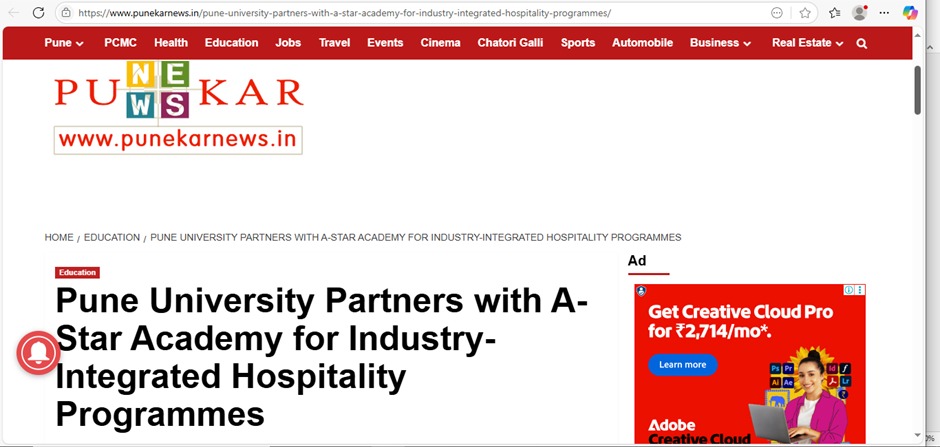 https://www.punekarnews.in/pune-university-partners-with-a-star-academy-for-industry-integrated-hospitality-programmes/
Pune PCMC Health Education Jobs Travel Events Cinema Chatori Galli Sports Automobile Business Real Estate
PUNEKAR
NEWS
www.punekarnews.in
HOME / EDUCATION / PUNE UNIVERSITY PARTNERS WITH A-STAR ACADEMY FOR INDUSTRY-INTEGRATED HOSPITALITY PROGRAMMES
Education
Pune University Partners with A-
Star Academy for Industry-
Integrated Hospitality
Programmes
Ad
Get Creative Cloud Pro
for ₹2,714/mo*.
Learn more
Ps Pr Id f
Ai Ae Lr
Adobe
Creative Cloud
0%